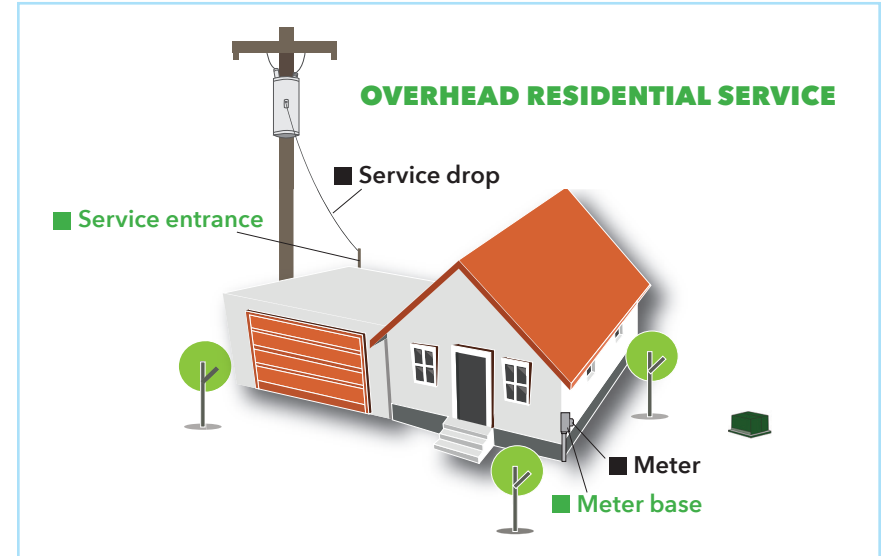 OVERHEAD RESIDENTIAL SERVICE
Service drop
Service entrance
Meter
Meter base